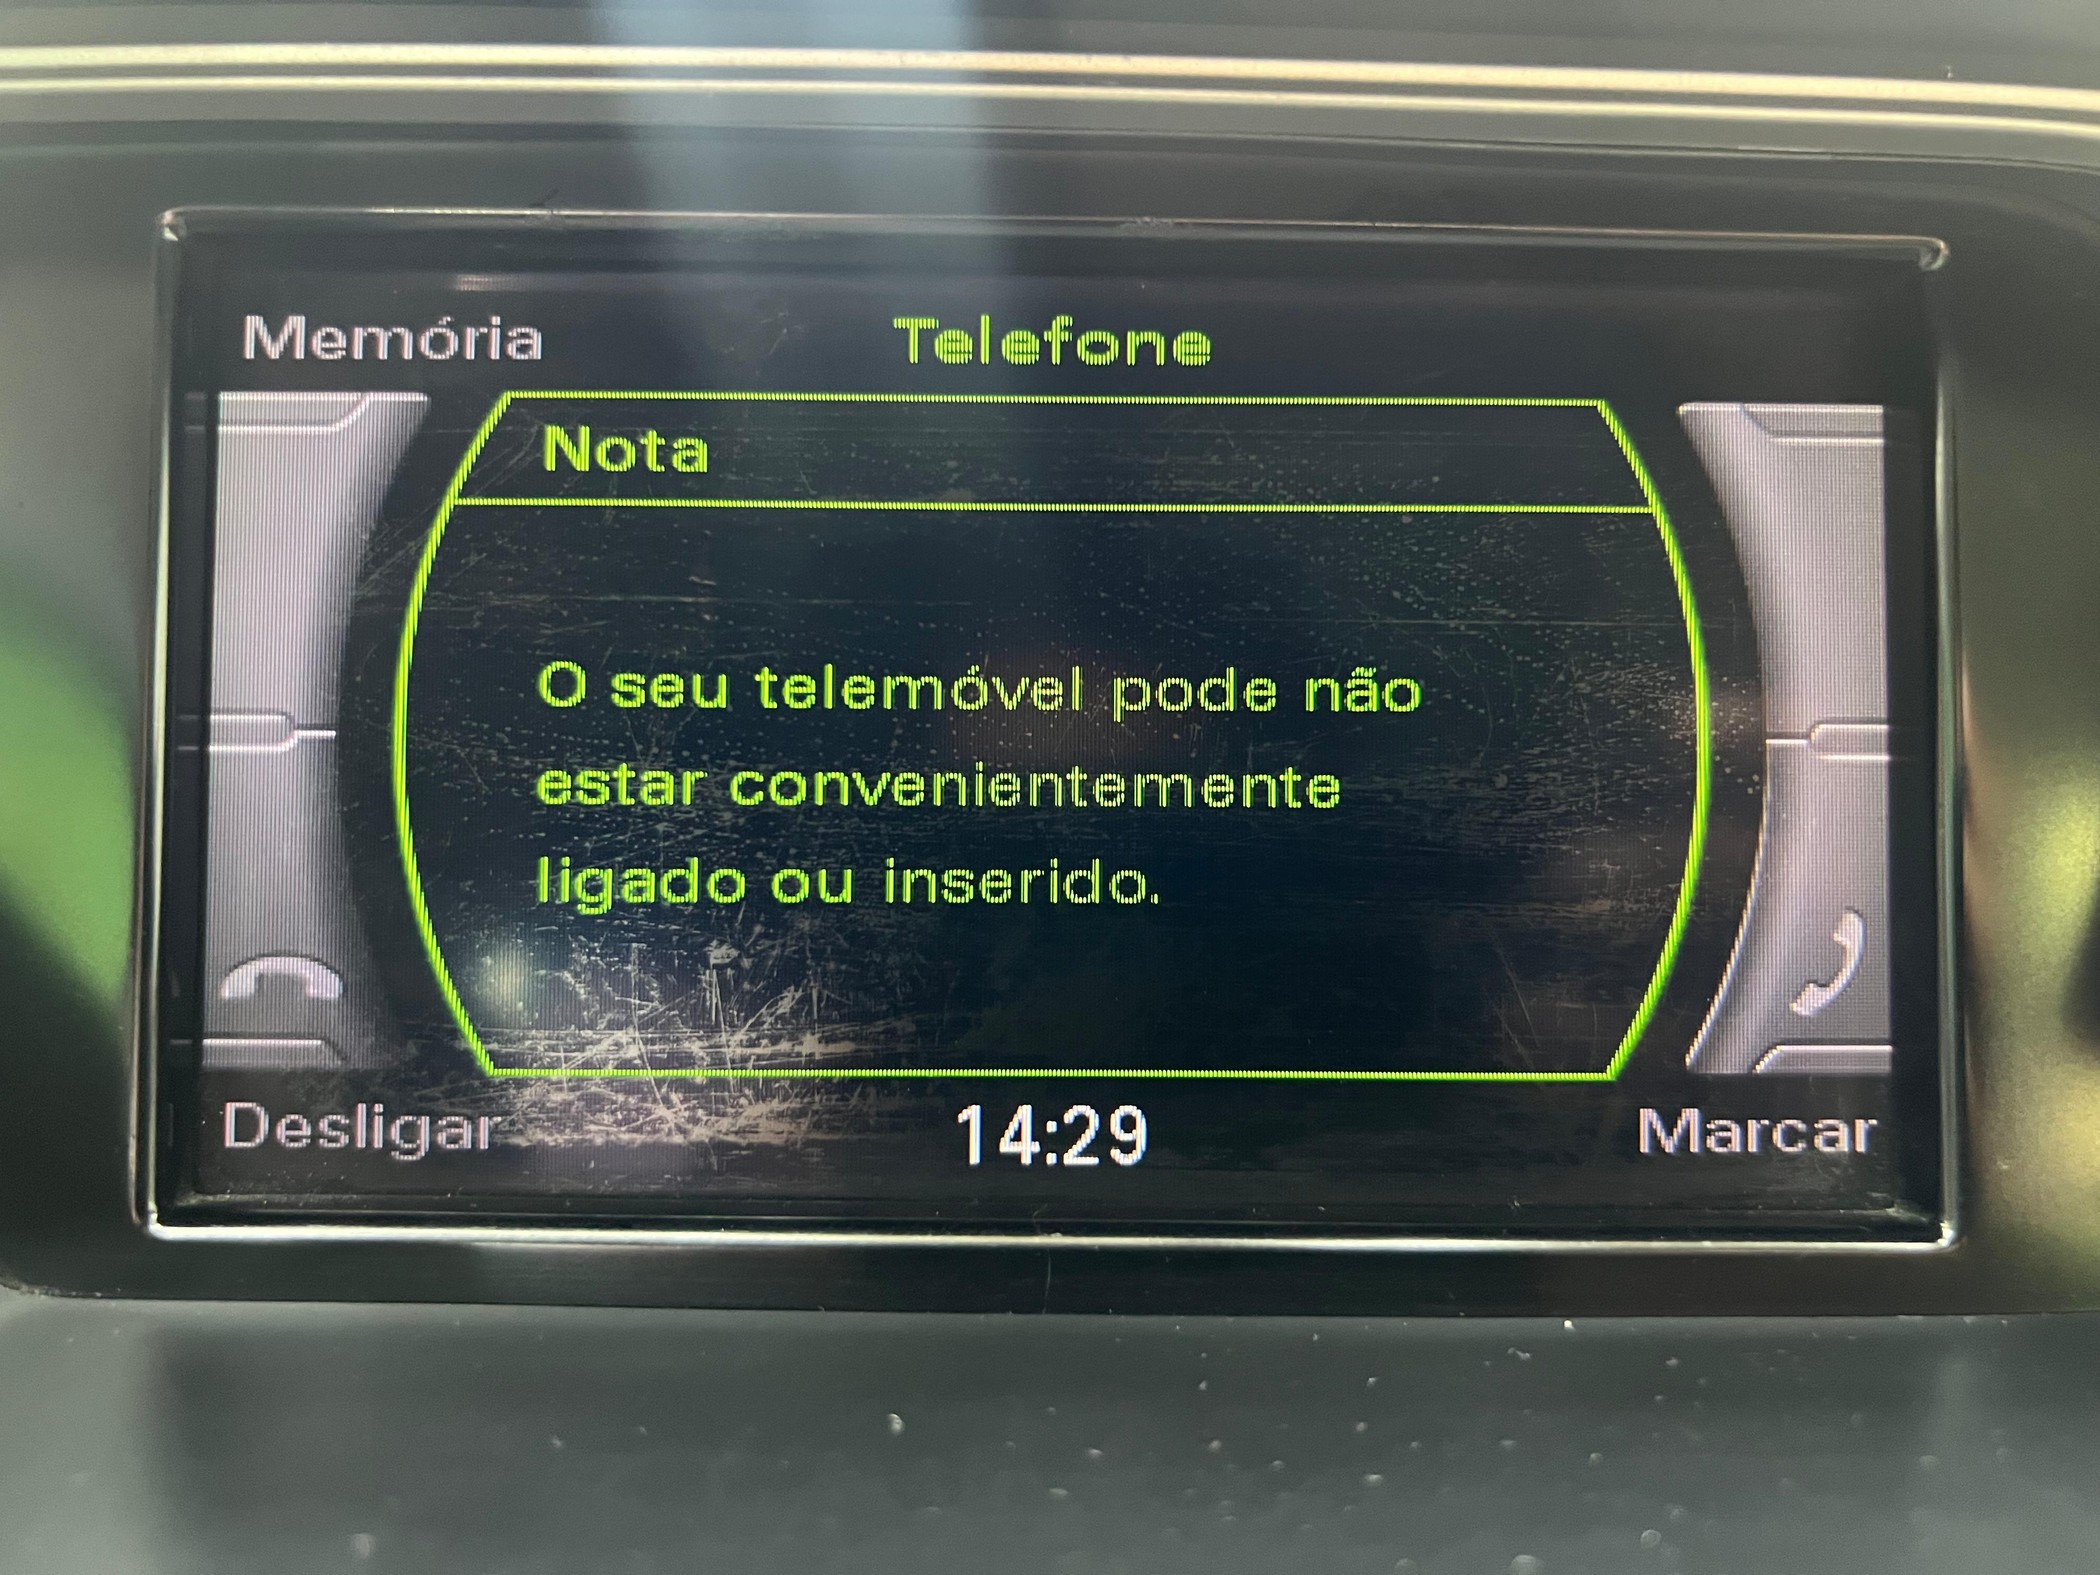 Memória
Telefone
Nota
O seu telemóvel pode não
estar convenientemente
ligado ou inserido.
Desligar
14:29
Marcar